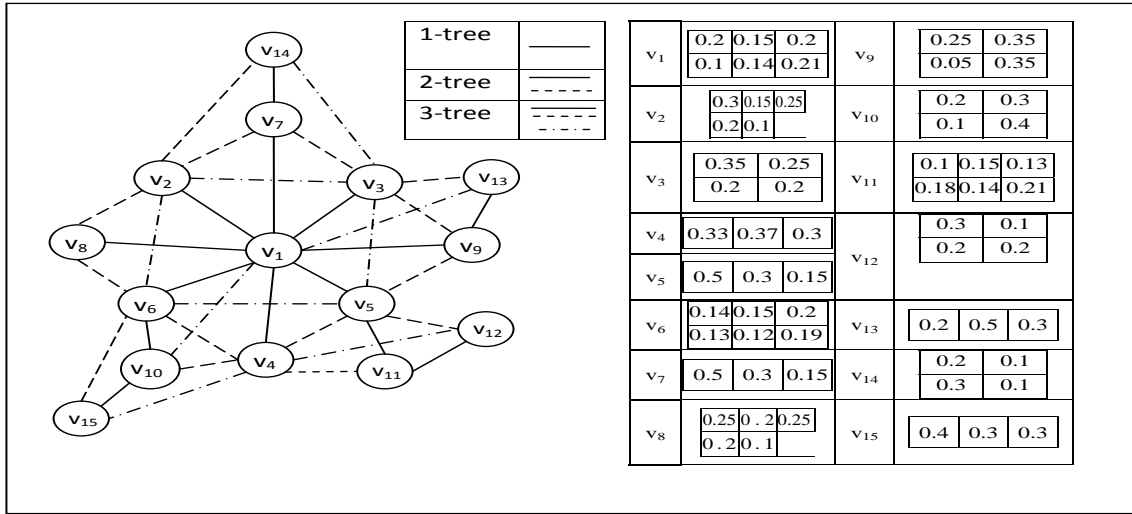 v14
1-tree
2-tree
3-tree
v7
v2
v3
v13
v8
v1
v9
v6
v5
v12
v10
v4
v11
v15
v1 0.2 0.15 0.2 v9 0.25 0.35
0.1 0.14 0.21 0.05 0.35
v2 0.3 0.15 0.25 v10 0.2 0.3
0.2 0.1 0.1 0.4
v3 0.35 0.25 v11 0.1 0.15 0.13
0.2 0.2 0.18 0.14 0.21
v4 0.33 0.37 0.3 v12 0.3 0.1
0.2 0.2
v5 0.5 0.3 0.15
v6 0.14 0.15 0.2 v13 0.2 0.5 0.3
0.13 0.12 0.19
v7 0.5 0.3 0.15 v14 0.2 0.1
0.3 0.1
v8 0.25 0.2 0.25 v15 0.4 0.3 0.3
0.2 0.1